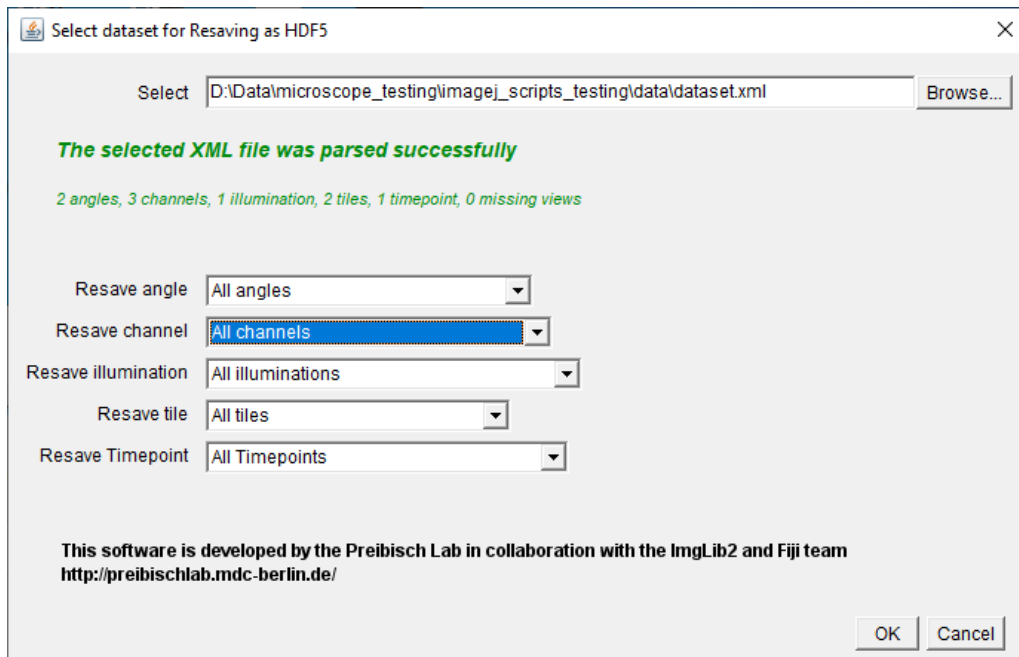 Select dataset for Resaving as HDF5
Select D:\Data\microscope_testing\imagej_scripts_testing\data\dataset.xml Browse...
The selected XML file was parsed successfully
2 angles, 3 channels, 1 illumination, 2 tiles, 1 timepoint, 0 missing views
Resave angle All angles
Resave channel All channels
Resave illumination All illuminations
Resave tile All tiles
Resave Timepoint All Timepoints
This software is developed by the Preibisch Lab in collaboration with the ImgLib2 and Fiji team
http://preibischlab.mdc-berlin.de/
OK Cancel